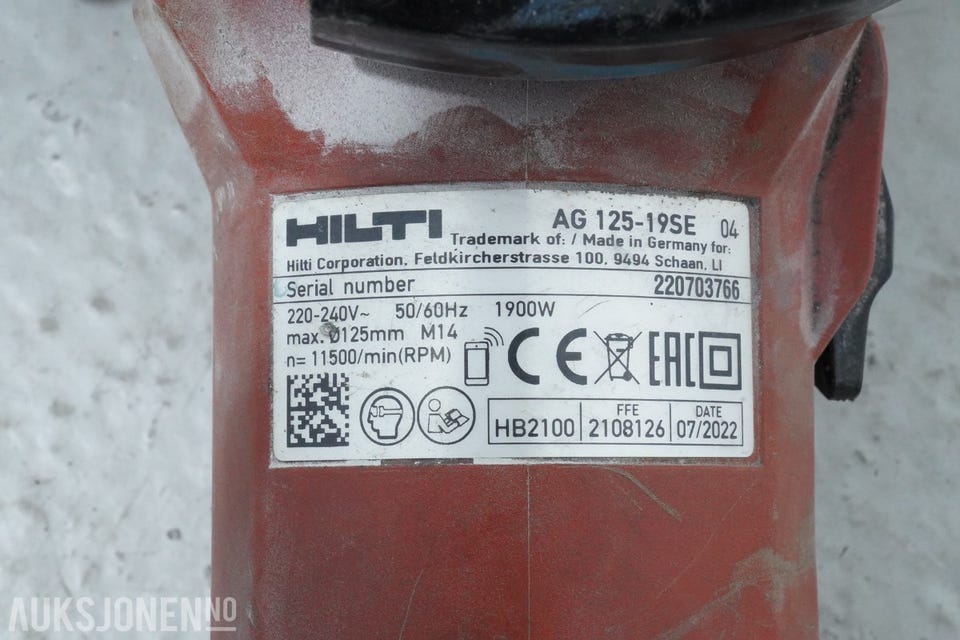 HILTI AG 125-19SE 04
Trademark of: / Made in Germany for:
Hilti Corporation, Feldkircherstrasse 100, 9494 Schaan, LI
Serial number 220703766
220-240V~ 50/60Hz 1900W
max. Ø125mm M14
n= 11500/min(RPM)
CE EAC
HB2100 FFE 2108126 DATE 07/2022
AUKSJONEN.NO